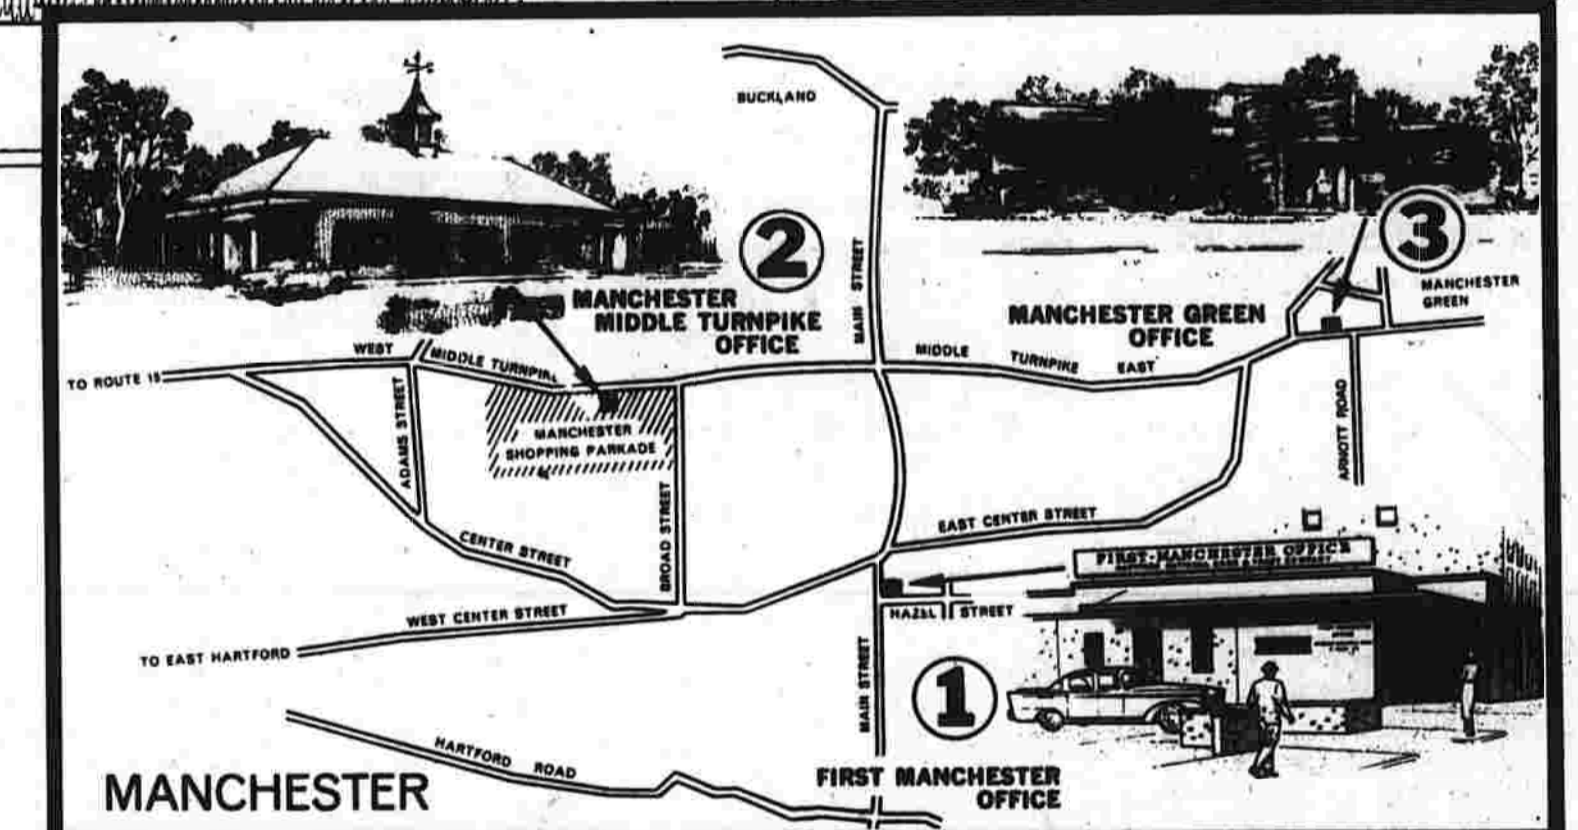 BUCKLAND
2
MANCHESTER
MIDDLE TURNPIKE
OFFICE
MAIN STREET
3
MANCHESTER
GREEN
MANCHESTER GREEN
OFFICE
TO ROUTE 15
WEST
MIDDLE TURNPIKE
MIDDLE TURNPIKE EAST
ADAMS STREET
MANCHESTER
SHOPPING PARKADE
BROAD STREET
ARNOTT ROAD
CENTER STREET
EAST CENTER STREET
FIRST-MANCHESTER OFFICE
WEST CENTER STREET
HAZEL STREET
TO EAST HARTFORD
MAIN STREET
1
HARTFORD ROAD
FIRST MANCHESTER
OFFICE
MANCHESTER